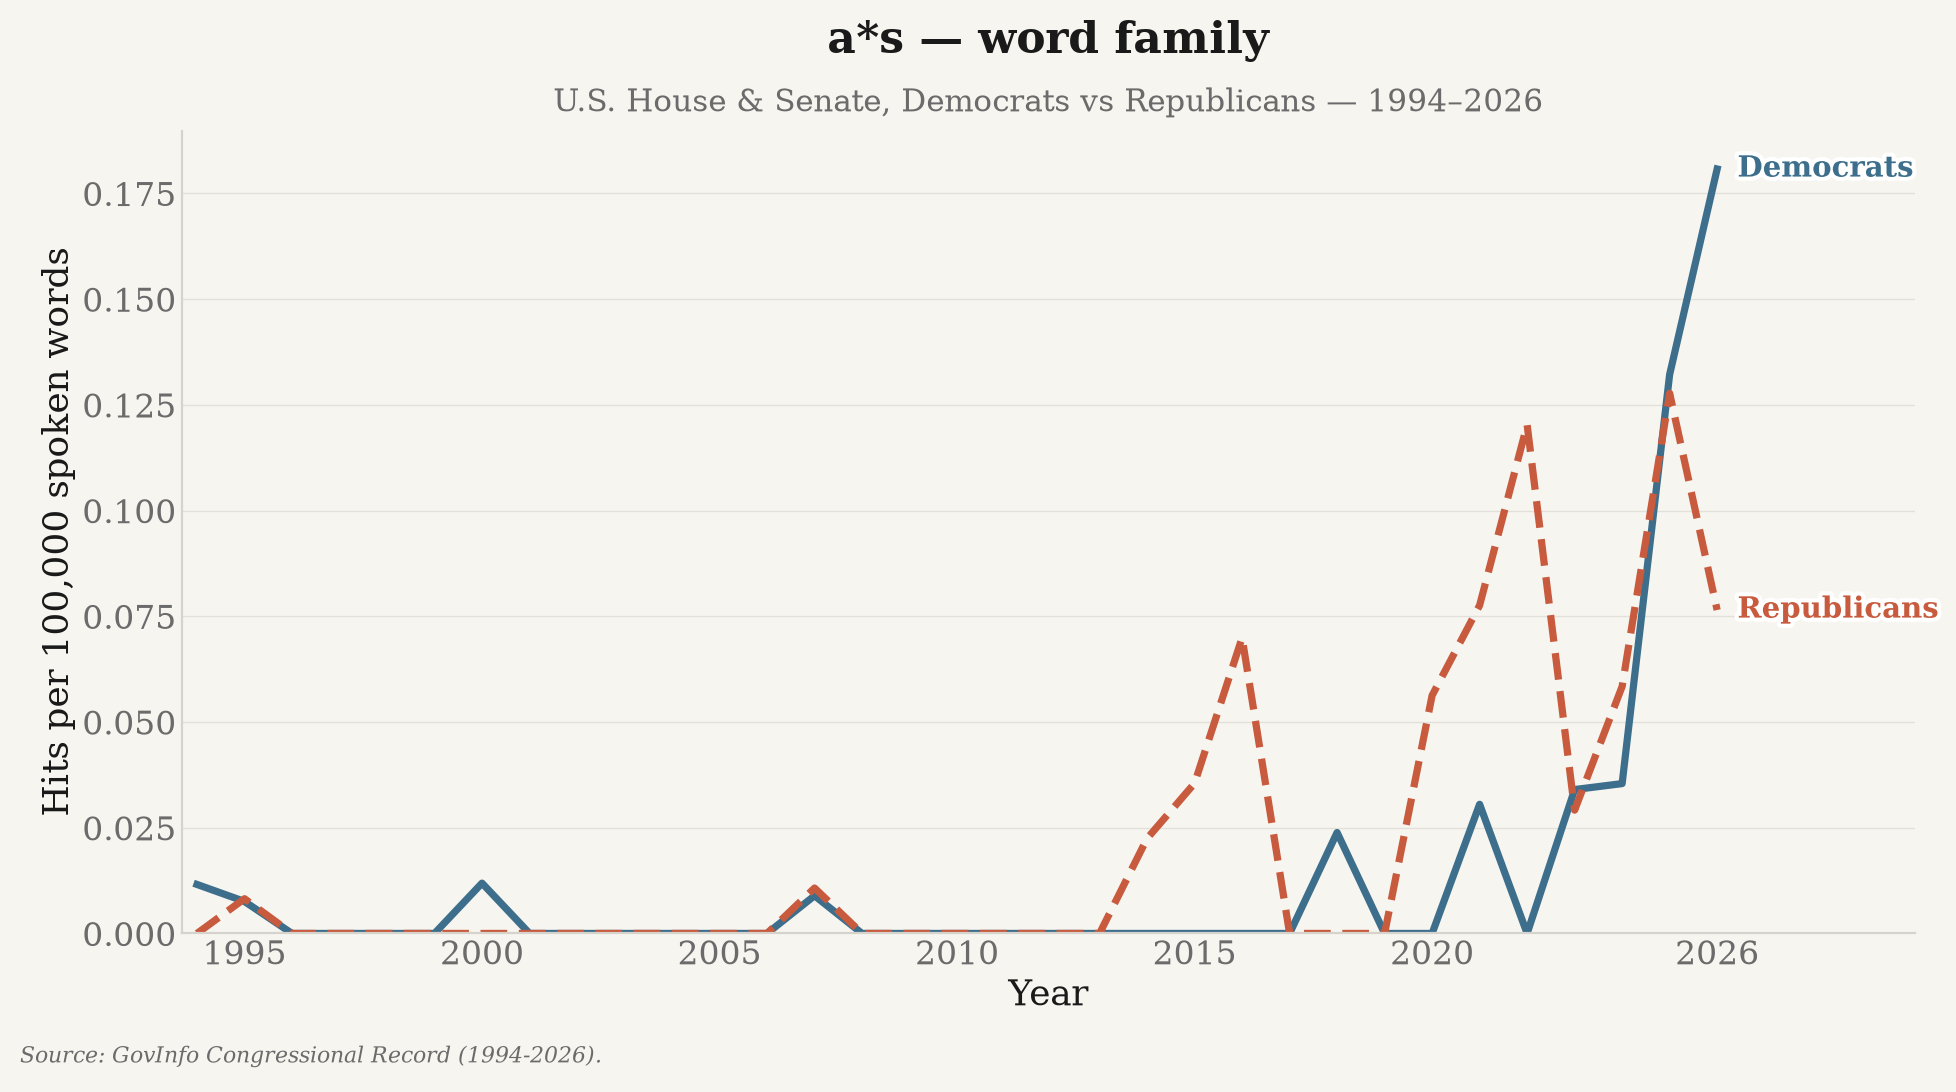 a*s — word family
U.S. House & Senate, Democrats vs Republicans — 1994–2026
Hits per 100,000 spoken words
0.175
0.150
0.125
0.100
0.075
0.050
0.025
0.000
Democrats
Republicans
1995
2000
2005
2010
2015
2020
2026
Year
Source: GovInfo Congressional Record (1994-2026).